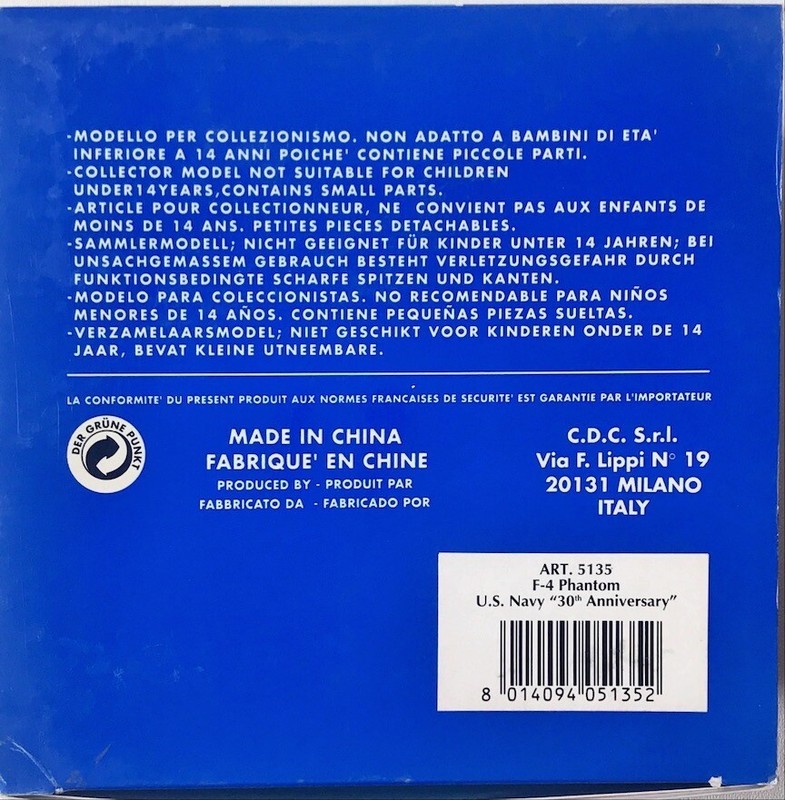 -MODELLO PER COLLEZIONISMO. NON ADATTO A BAMBINI DI ETA'
INFERIORE A 14 ANNI POICHE' CONTIENE PICCOLE PARTI.
-COLLECTOR MODEL NOT SUITABLE FOR CHILDREN
UNDER14YEARS,CONTAINS SMALL PARTS.
-ARTICLE POUR COLLECTIONNEUR, NE CONVIENT PAS AUX ENFANTS DE
MOINS DE 14 ANS. PETITES PIECES DETACHABLES.
-SAMMLERMODELL; NICHT GEEIGNET FÜR KINDER UNTER 14 JAHREN; BEI
UNSACHGEMASSEM GEBRAUCH BESTEHT VERLETZUNGSGEFAHR DURCH
FUNKTIONSBEDINGTE SCHARFE SPITZEN UND KANTEN.
-MODELO PARA COLECCIONISTAS. NO RECOMENDABLE PARA NIÑOS
MENORES DE 14 AÑOS. CONTIENE PEQUEÑAS PIEZAS SUELTAS.
-VERZAMELAARSMODEL; NIET GESCHIKT VOOR KINDEREN ONDER DE 14
JAAR, BEVAT KLEINE UTNEEMBARE.
LA CONFORMITE' DU PRESENT PRODUIT AUX NORMES FRANCAISES DE SECURITE' EST GARANTIE PAR L'IMPORTATEUR
DER GRÜNE PUNKT
MADE IN CHINA
FABRIQUE' EN CHINE
PRODUCED BY - PRODUIT PAR
FABBRICATO DA - FABRICADO POR
C.D.C. S.r.l.
Via F. Lippi N° 19
20131 MILANO
ITALY
ART. 5135
F-4 Phantom
U.S. Navy “30th Anniversary”
8 014094 051352